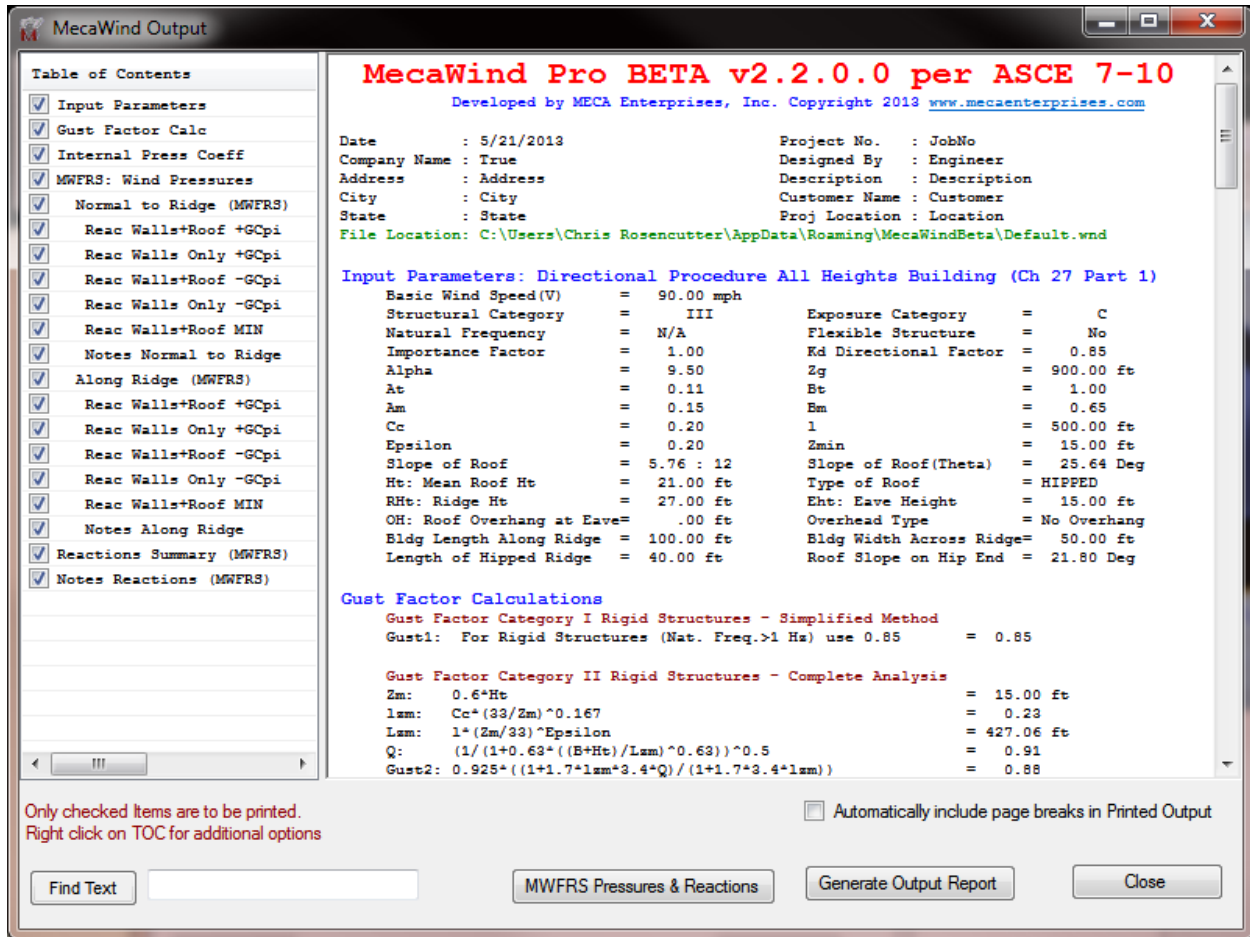 MecaWind Output
Table of Contents
Input Parameters
Gust Factor Calc
Internal Press Coeff
MWFRS: Wind Pressures
Normal to Ridge (MWFRS)
Reac Walls+Roof +GCpi
Reac Walls Only +GCpi
Reac Walls+Roof -GCpi
Reac Walls Only -GCpi
Reac Walls+Roof MIN
Notes Normal to Ridge
Along Ridge (MWFRS)
Reac Walls+Roof +GCpi
Reac Walls Only +GCpi
Reac Walls+Roof -GCpi
Reac Walls Only -GCpi
Reac Walls+Roof MIN
Notes Along Ridge
Reactions Summary (MWFRS)
Notes Reactions (MWFRS)
MecaWind Pro BETA v2.2.0.0 per ASCE 7-10
Developed by MECA Enterprises, Inc. Copyright 2013 www.mecaenterprises.com
Date : 5/21/2013 Project No. : JobNo
Company Name : True Designed By : Engineer
Address : Address Description : Description
City : City Customer Name : Customer
State : State Proj Location : Location
File Location: C:\Users\Chris Rosencutter\AppData\Roaming\MecaWindBeta\Default.wnd
Input Parameters: Directional Procedure All Heights Building (Ch 27 Part 1)
Basic Wind Speed(V) = 90.00 mph
Structural Category = III Exposure Category = C
Natural Frequency = N/A Flexible Structure = No
Importance Factor = 1.00 Kd Directional Factor = 0.85
Alpha = 9.50 Zg = 900.00 ft
At = 0.11 Bt = 1.00
Am = 0.15 Bm = 0.65
Cc = 0.20 l = 500.00 ft
Epsilon = 0.20 Zmin = 15.00 ft
Slope of Roof = 5.76 : 12 Slope of Roof(Theta) = 25.64 Deg
Ht: Mean Roof Ht = 21.00 ft Type of Roof = HIPPED
RHt: Ridge Ht = 27.00 ft Eht: Eave Height = 15.00 ft
OH: Roof Overhang at Eave= .00 ft Overhead Type = No Overhang
Bldg Length Along Ridge = 100.00 ft Bldg Width Across Ridge= 50.00 ft
Length of Hipped Ridge = 40.00 ft Roof Slope on Hip End = 21.80 Deg
Gust Factor Calculations
Gust Factor Category I Rigid Structures - Simplified Method
Gust1: For Rigid Structures (Nat. Freq.>1 Hz) use 0.85 = 0.85
Gust Factor Category II Rigid Structures - Complete Analysis
Zm: 0.6*Ht = 15.00 ft
lzm: Cc*(33/Zm)^0.167 = 0.23
Lzm: l*(Zm/33)^Epsilon = 427.06 ft
Q: (1/(1+0.63*((B+Ht)/Lzm)^0.63))^0.5 = 0.91
Gust2: 0.925*((1+1.7*lzm*3.4*Q)/(1+1.7*3.4*lzm)) = 0.88
Only checked Items are to be printed.
Right click on TOC for additional options
Automatically include page breaks in Printed Output
Find Text
MWFRS Pressures & Reactions
Generate Output Report
Close